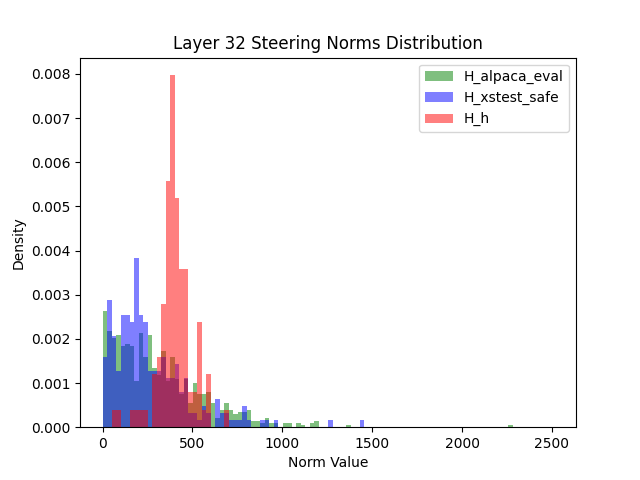 Layer 32 Steering Norms Distribution
H_alpaca_eval
H_xstest_safe
H_h
0.008
0.007
0.006
0.005
0.004
0.003
0.002
0.001
0.000
Density
0
500
1000
1500
2000
2500
Norm Value